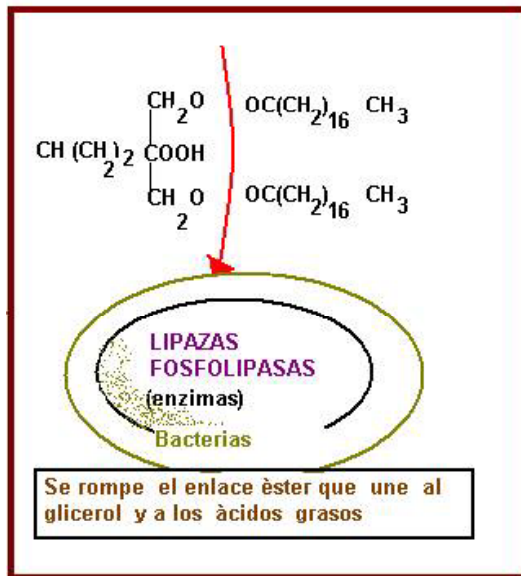 CH2O OC(CH2)16 CH3
CH(CH2)2 COOH
CH2O OC(CH2)16 CH3
LIPAZAS
FOSFOLIPASAS
(enzimas)
Bacterias
Se rompe el enlace èster que une al
glicerol y a los àcidos grasos